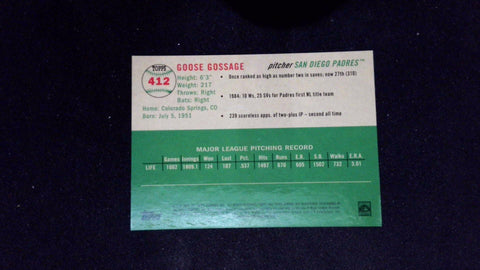 TOPPS
412
GOOSE GOSSAGE
pitcher SAN DIEGO PADRES™
Height: 6'3"
Weight: 217
Throws: Right
Bats: Right
Home: Colorado Springs, CO
Born: July 5, 1951
• Once ranked as high as number two in saves; now 27th (310)
• 1984; 10 Ws, 25 SVs for Padres first NL title team
• 239 scoreless apps. of two-plus IP – second all time
MAJOR LEAGUE PITCHING RECORD
Games Innings Won Lost Pct. Hits Runs E.R. S.O. Walks E.R.A.
LIFE 1002 1809.1 124 107 .537 1497 670 605 1502 732 3.01